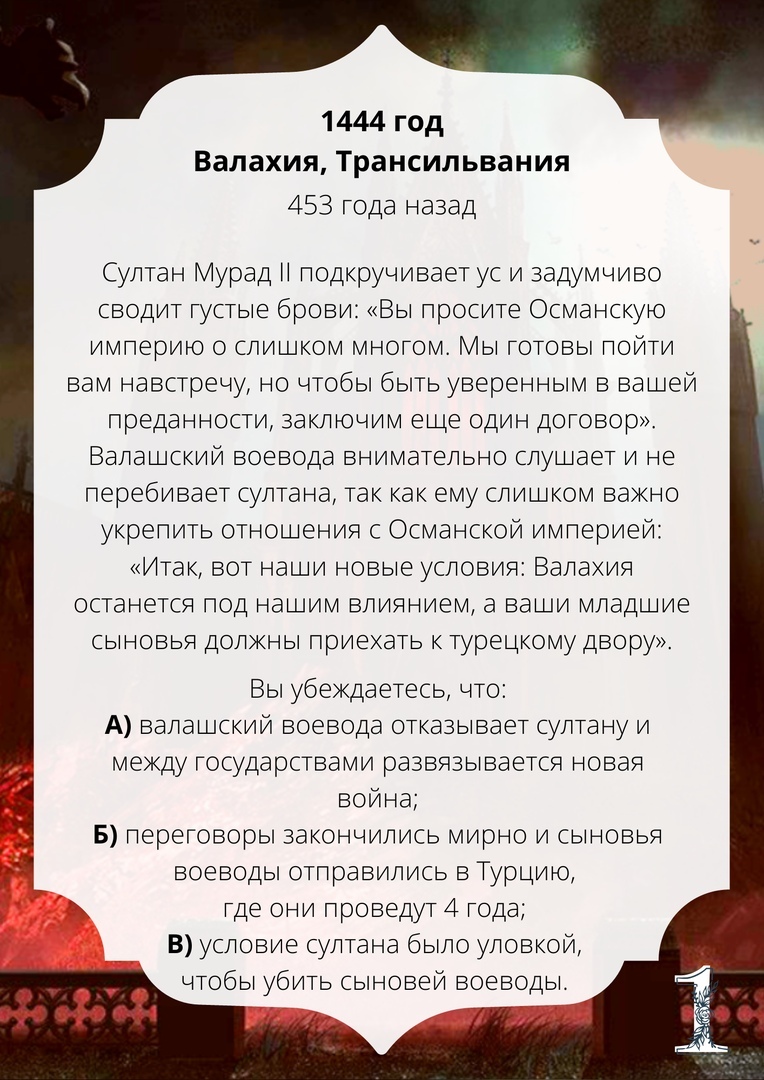 1444 год
Валахия, Трансильвания
453 года назад
Султан Мурад II подкручивает ус и задумчиво
сводит густые брови: «Вы просите Османскую
империю о слишком многом. Мы готовы пойти
вам навстречу, но чтобы быть уверенным в вашей
преданности, заключим еще один договор».
Валашский воевода внимательно слушает и не
перебивает султана, так как ему слишком важно
укрепить отношения с Османской империей:
«Итак, вот наши новые условия: Валахия
останется под нашим влиянием, а ваши младшие
сыновья должны приехать к турецкому двору».
Вы убеждаетесь, что:
А) валашский воевода отказывает султану и
между государствами развязывается новая
война;
Б) переговоры закончились мирно и сыновья
воеводы отправились в Турцию,
где они проведут 4 года;
В) условие султана было уловкой,
чтобы убить сыновей воеводы.
1